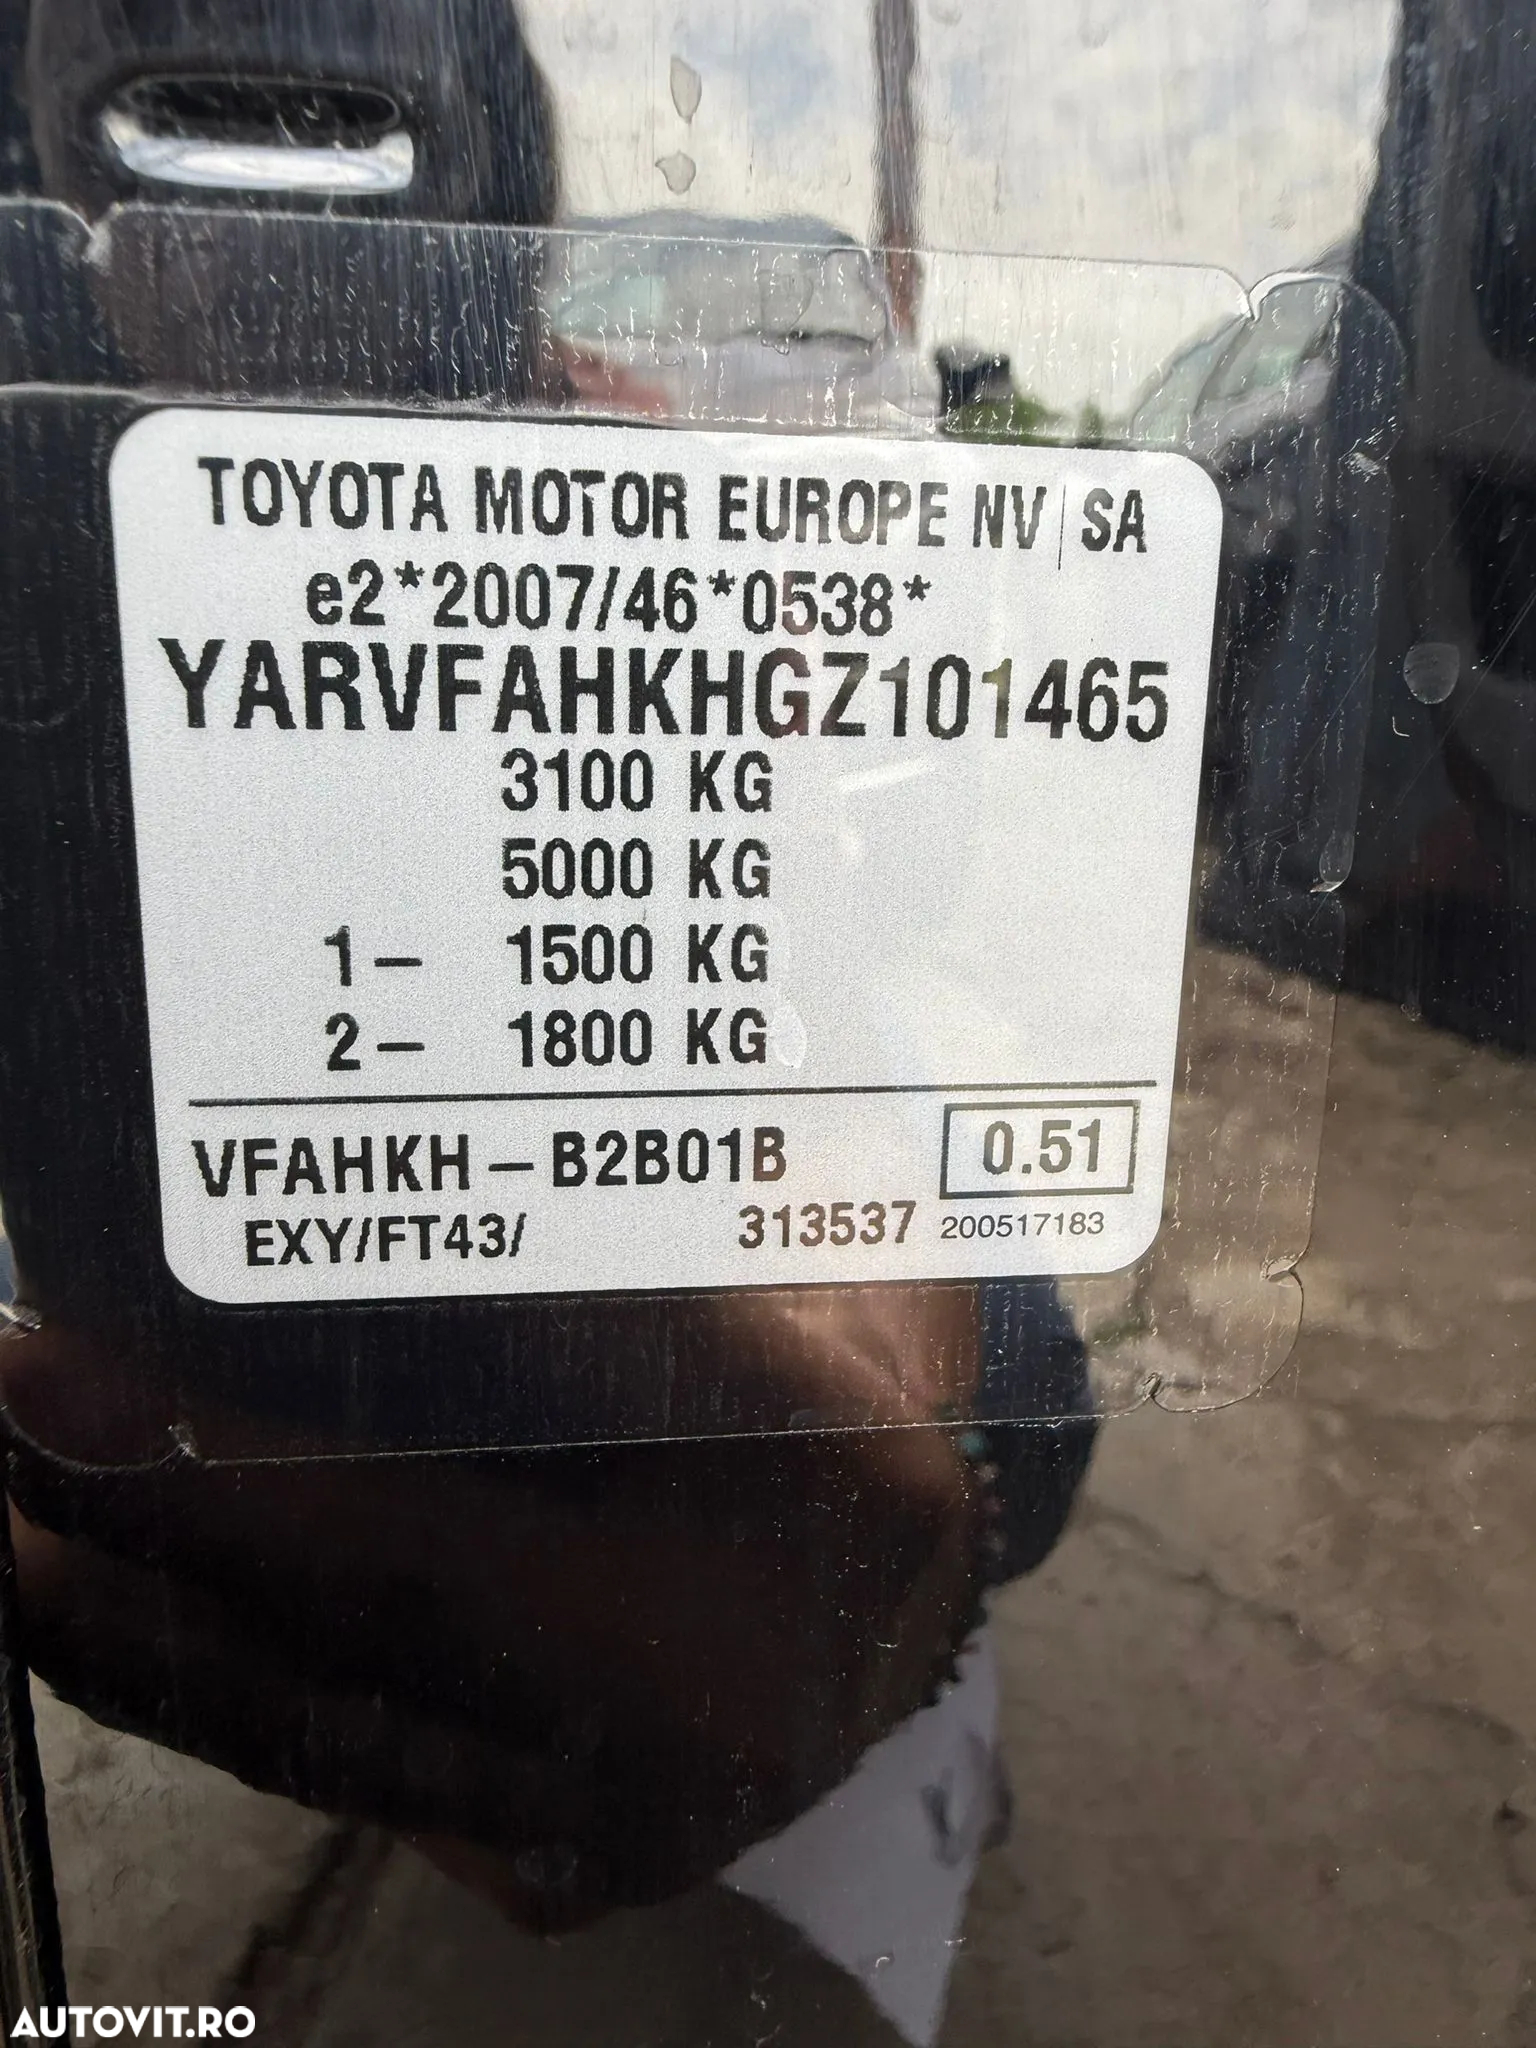 TOYOTA MOTOR EUROPE NV|SA
e2*2007/46*0538*
YARVFAHKHGZ101465
3100 KG
5000 KG
1- 1500 KG
2- 1800 KG
VFAHKH-B2B01B 0.51
EXY/FT43/ 313537 200517183
AUTOVIT.RO